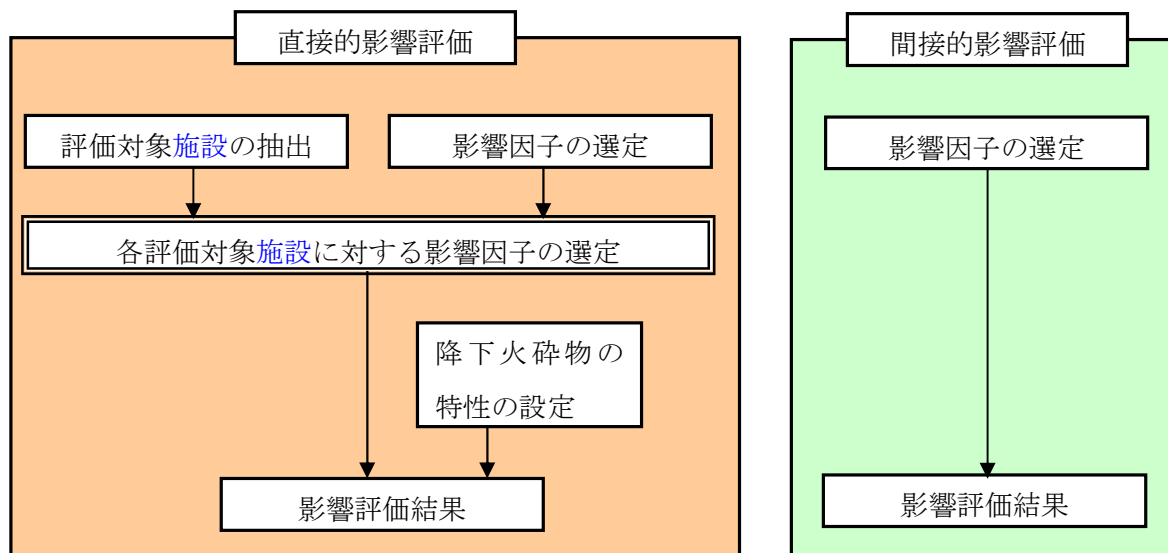 直接的影響評価
評価対象施設の抽出
影響因子の選定
各評価対象施設に対する影響因子の選定
降下火砕物の
特性の設定
影響評価結果
間接的影響評価
影響因子の選定
影響評価結果